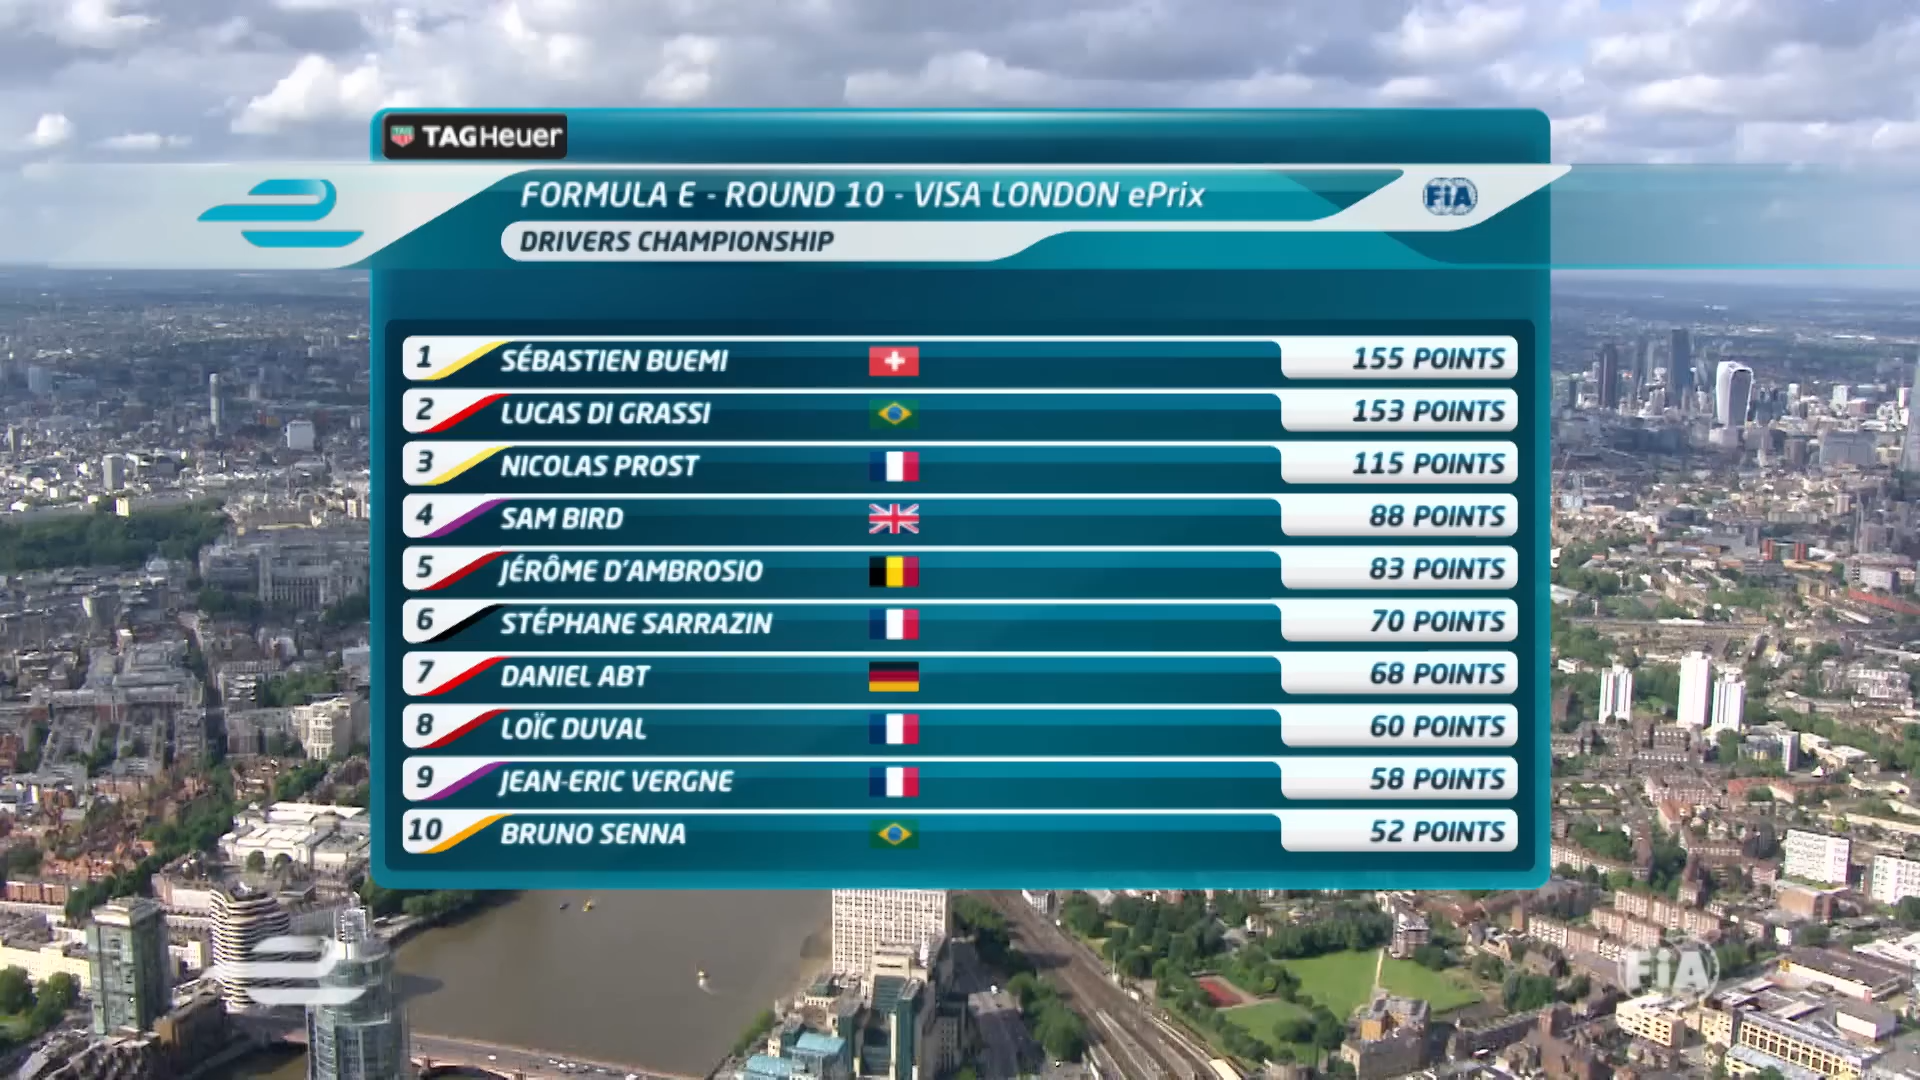 TAGHeuer
FORMULA E - ROUND 10 - VISA LONDON ePrix
FiA
DRIVERS CHAMPIONSHIP
1 SÉBASTIEN BUEMI 155 POINTS
2 LUCAS DI GRASSI 153 POINTS
3 NICOLAS PROST 115 POINTS
4 SAM BIRD 88 POINTS
5 JÉRÔME D'AMBROSIO 83 POINTS
6 STÉPHANE SARRAZIN 70 POINTS
7 DANIEL ABT 68 POINTS
8 LOÏC DUVAL 60 POINTS
9 JEAN-ERIC VERGNE 58 POINTS
10 BRUNO SENNA 52 POINTS
FiA